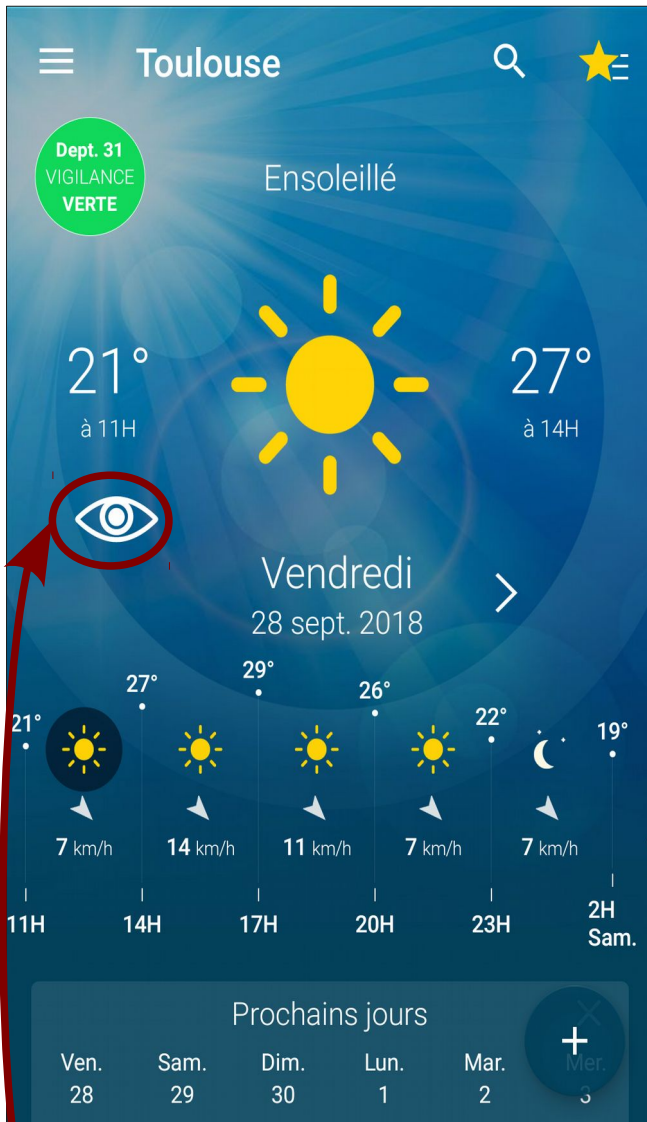 Toulouse
Dept. 31
VIGILANCE
VERTE
Ensoleillé
21°
à 11H
27°
à 14H
Vendredi
28 sept. 2018
21° 27° 29° 26° 22° 19°
7 km/h 14 km/h 11 km/h 7 km/h 7 km/h
11H 14H 17H 20H 23H 2H
Sam.
Prochains jours
+
Ven. Sam. Dim. Lun. Mar. Mer.
28 29 30 1 2 3